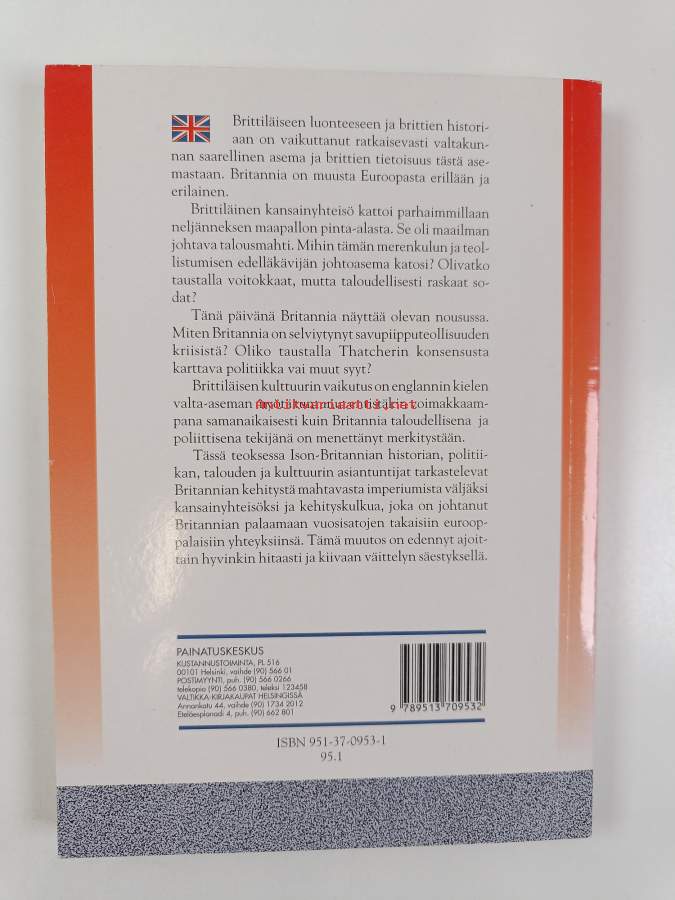 Brittiläiseen luonteeseen ja brittien histori-
aan on vaikuttanut ratkaisevasti valtakun-
nan saarellinen asema ja brittien tietoisuus tästä ase-
mastaan. Britannia on muusta Euroopasta erillään ja
erilainen.
Brittiläinen kansainyhteisö kattoi parhaimmillaan
neljänneksen maapallon pinta-alasta. Se oli maailman
johtava talousmahti. Mihin tämän merenkulun ja teol-
listumisen edelläkävijän johtoasema katosi? Olivatko
taustalla voitokkaat, mutta taloudellisesti raskaat so-
dat?
Tänä päivänä Britannia näyttää olevan nousussa.
Miten Britannia on selviytynyt savupiipputeollisuuden
kriisistä? Oliko taustalla Thatcherin konsensusta
karttava politiikka vai muut syyt?
Brittiläisen kulttuurin vaikutus on englannin kielen
valta-aseman myötä
Antikvariaatti.net
pana samanaikaisesti kuin Britannia taloudellisena ja
poliittisena tekijänä on menettänyt merkitystään.
Tässä teoksessa Ison-Britannian historian, politii-
kan, talouden ja kulttuurin asiantuntijat tarkastelevat
Britannian kehitystä mahtavasta imperiumista väljäksi
kansainyhteisöksi ja kehityskulkua, joka on johtanut
Britannian palaamaan vuosisatojen takaisiin euroop-
palaisiin yhteyksiinsä. Tämä muutos on edennyt ajoit-
tain hyvinkin hitaasti ja kiivaan väittelyn säestyksellä.
PAINATUSKESKUS
KUSTANNUSTOIMINTA, PL 516
00101 Helsinki, vaihde (90) 566 01
POSTIMYYNTI, puh. (90) 566 0266
telekopio (90) 566 0380, teleksi 123458
VALTIKKA-KIRJAKAUPAT HELSINGISSÄ
Annankatu 44, vaihde (90) 1734 2012
Eteläesplanadi 4, puh. (90) 662 801
9 789513 709532
ISBN 951-37-0953-1
95.1